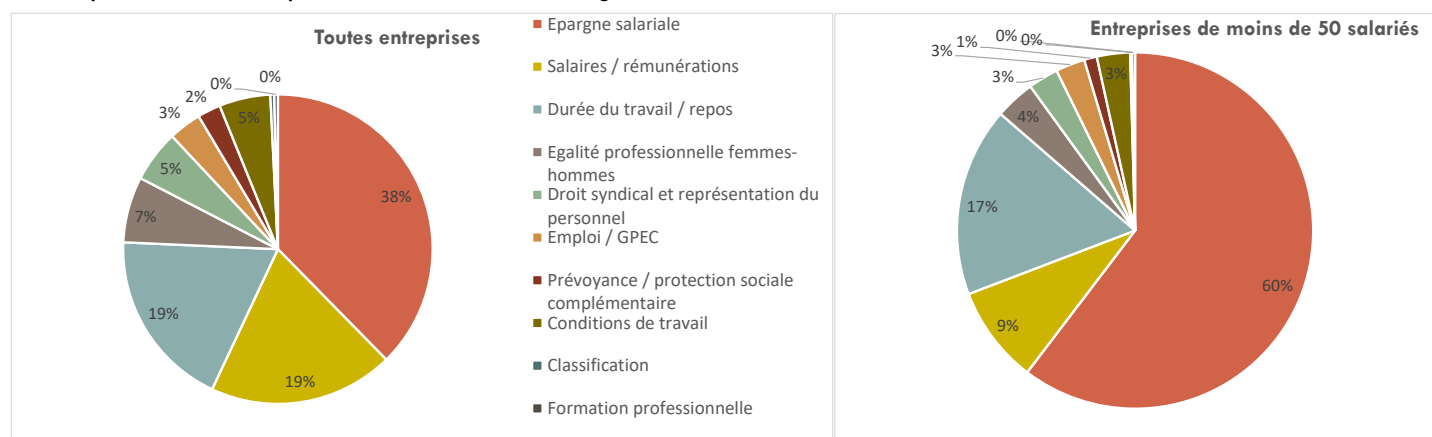 Toutes entreprises
0%
0%
2%
3%
5%
5%
7%
38%
19%
19%
Epargne salariale
Salaires / rémunérations
Durée du travail / repos
Egalité professionnelle femmes-
hommes
Droit syndical et représentation du
personnel
Emploi / GPEC
Prévoyance / protection sociale
complémentaire
Conditions de travail
Classification
Formation professionnelle
Entreprises de moins de 50 salariés
0%
0%
1%
3%
3%
3%
4%
17%
9%
60%